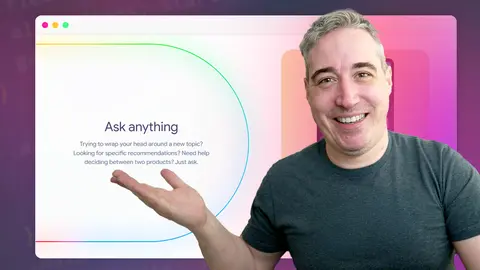 Ask anything
Trying to wrap your head around a new topic?
Looking for specific recommendations? Need help
deciding between two products? Just ask.